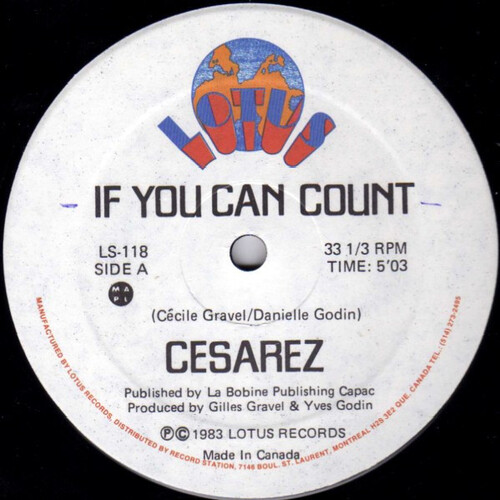 LOTUS
IF YOU CAN COUNT
LS-118
SIDE A
33 1/3 RPM
TIME: 5'03
M A
P L
(Cécile Gravel/Danielle Godin)
CESAREZ
Published by La Bobine Publishing Capac
Produced by Gilles Gravel & Yves Godin
Ⓟ© 1983 LOTUS RECORDS
Made In Canada
MANUFACTURED BY LOTUS RECORDS, DISTRIBUTED BY RECORD STATION, 7146 BOUL. ST. LAURENT, MONTREAL H2S 3E2 QUE, CANADA TEL.: (514) 273-2495